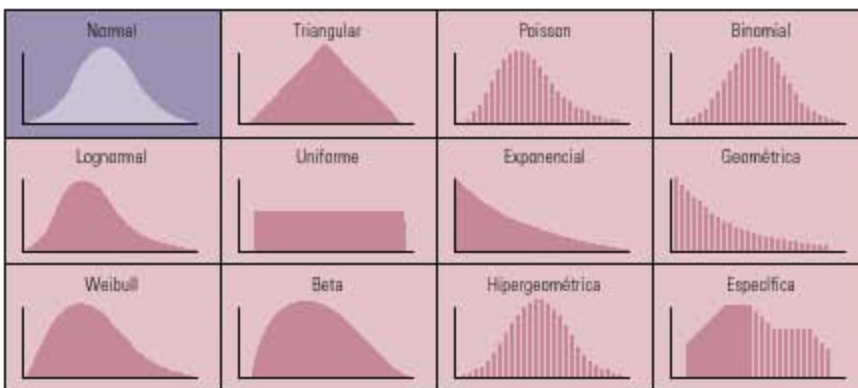 Normal
Triangular
Poisson
Binomial
Lognormal
Uniforme
Exponencial
Geométrica
Weibull
Beta
Hipergeométrica
Específica